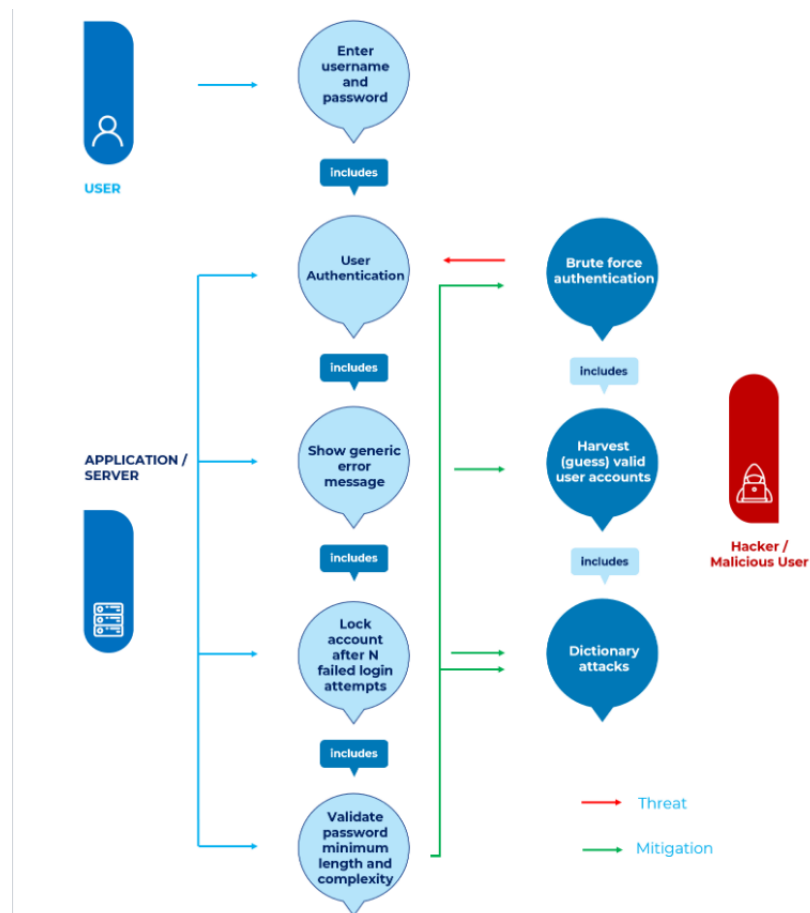 Enter
username
and
password
USER
includes
User
Authentication
Brute force
authentication
includes
includes
APPLICATION /
SERVER
Show generic
error
message
Harvest
(guess) valid
user accounts
Hacker /
Malicious User
includes
includes
Lock
account
after N
failed login
attempts
Dictionary
attacks
includes
Validate
password
minimum
length and
complexity
Threat
Mitigation